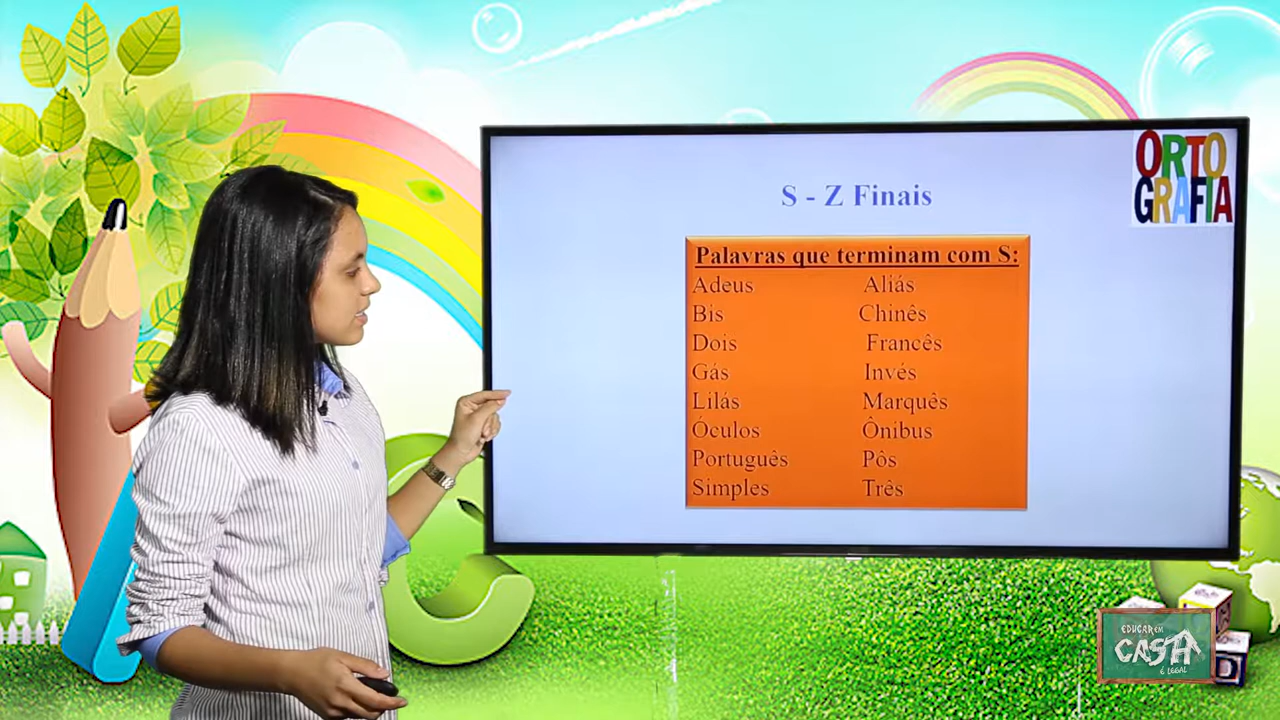 ORTO
GRAFIA
S - Z Finais
Palavras que terminam com S:
Adeus Aliás
Bis Chinês
Dois Francês
Gás Invés
Lilás Marquês
Óculos Ônibus
Português Pôs
Simples Três
EDUCAR EM
CASA
É LEGAL
D